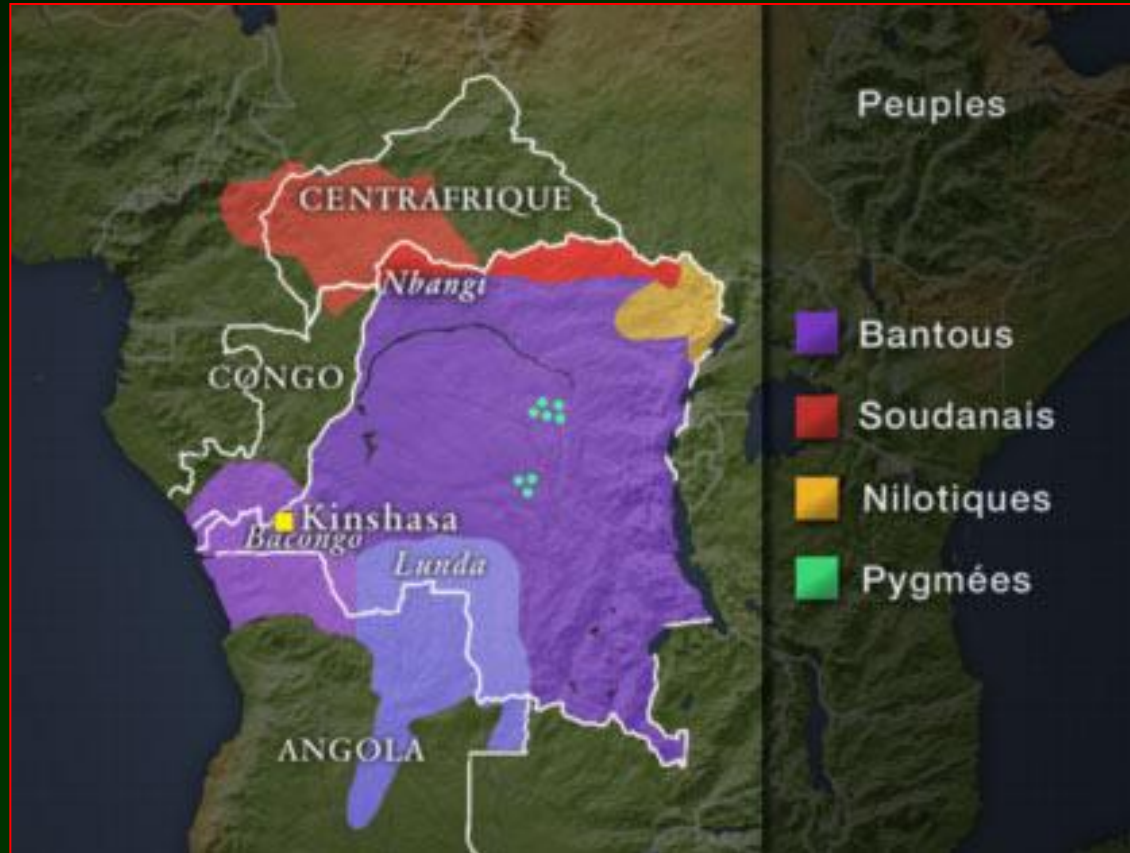 Peuples
CENTRAFRIQUE
Nbangi
Bantous
CONGO
Soudanais
Nilotiques
Kinshasa
Bacongo
Lunda
Pygmées
ANGOLA